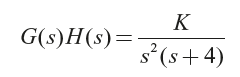 G(s)H(s) = K / s²(s + 4)